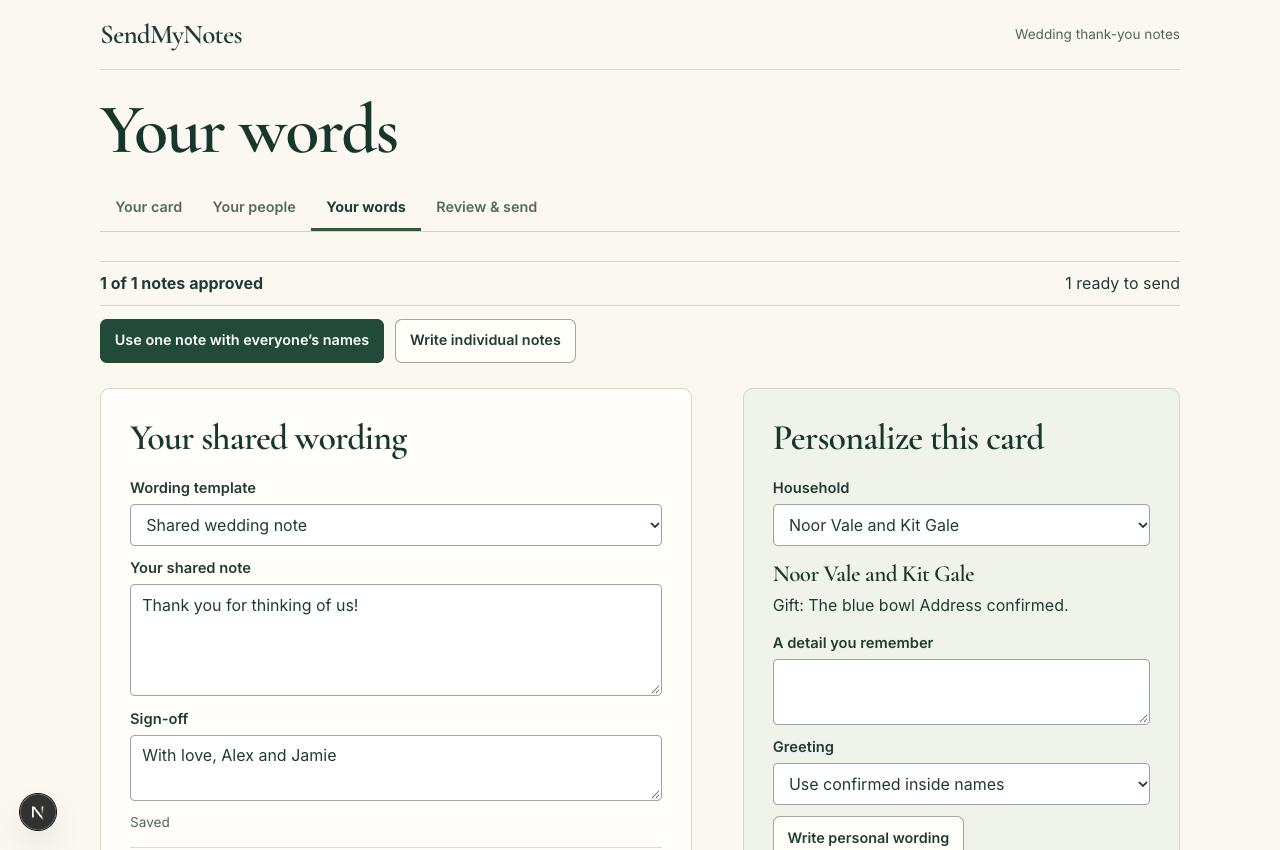 SendMyNotes
Wedding thank-you notes
Your words
Your card
Your people
Your words
Review & send
1 of 1 notes approved
1 ready to send
Use one note with everyone’s names
Write individual notes
Your shared wording
Wording template
Shared wedding note
Your shared note
Thank you for thinking of us!
Sign-off
With love, Alex and Jamie
Saved
Personalize this card
Household
Noor Vale and Kit Gale
Noor Vale and Kit Gale
Gift: The blue bowl Address confirmed.
A detail you remember
Greeting
Use confirmed inside names
Write personal wording
N